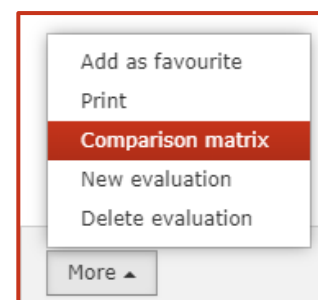 Add as favourite
Print
Comparison matrix
New evaluation
Delete evaluation
More ▴